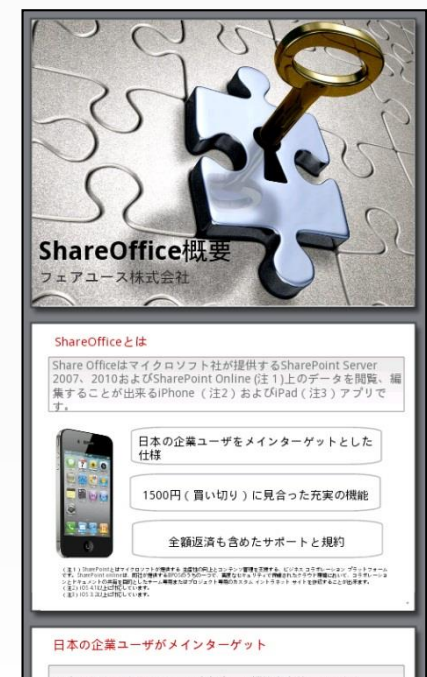 ShareOffice概要
フェアユース株式会社
ShareOfficeとは
Share Officeはマイクロソフト社が提供するSharePoint Server
2007、2010およびSharePoint Online (注１)上のデータを閲覧、編
集することが出来るiPhone（注2）およびiPad（注3）アプリで
す。
日本の企業ユーザをメインターゲットとした
仕様
1500円（買い切り）に見合った充実の機能
全額返済も含めたサポートと規約
日本の企業ユーザがメインターゲット